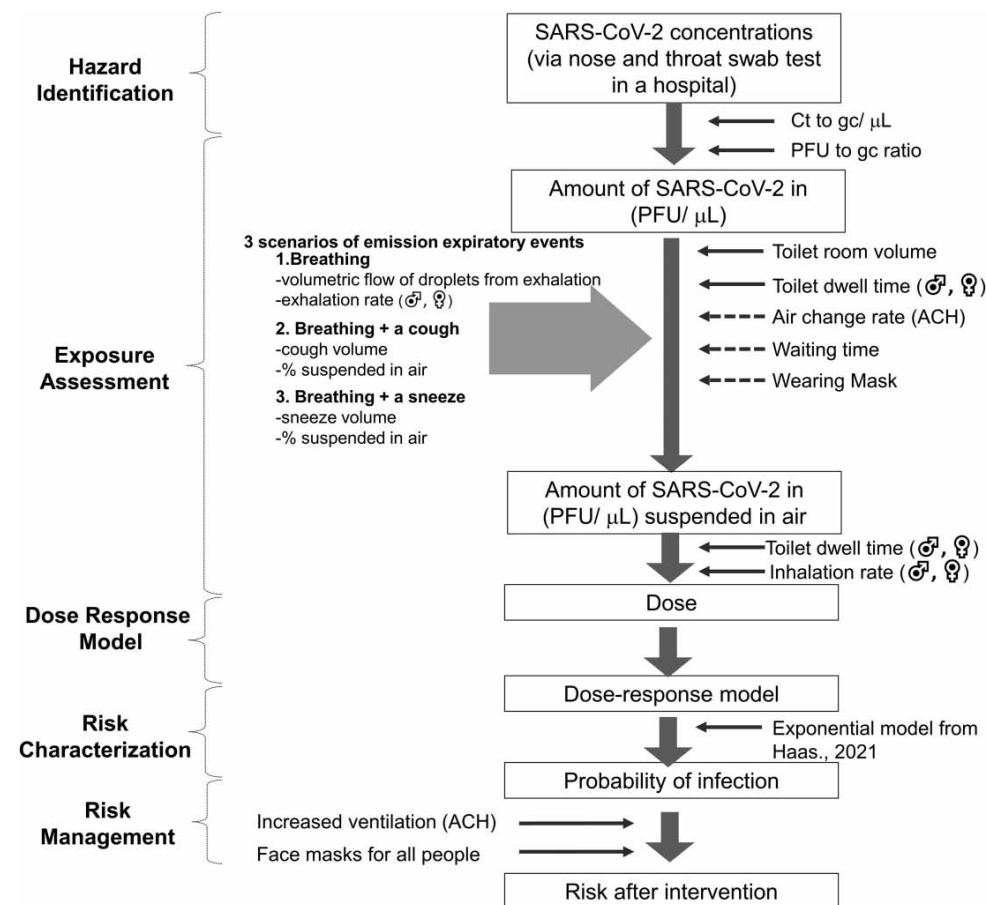 Hazard
Identification
SARS-CoV-2 concentrations
(via nose and throat swab test
in a hospital)
Ct to gc/ μL
PFU to gc ratio
Exposure
Assessment
Amount of SARS-CoV-2 in
(PFU/ μL)
3 scenarios of emission expiratory events
1.Breathing
-volumetric flow of droplets from exhalation
-exhalation rate (♂, ♀)
2. Breathing + a cough
-cough volume
-% suspended in air
3. Breathing + a sneeze
-sneeze volume
-% suspended in air
Toilet room volume
Toilet dwell time (♂, ♀)
Air change rate (ACH)
Waiting time
Wearing Mask
Amount of SARS-CoV-2 in
(PFU/ μL) suspended in air
Toilet dwell time (♂, ♀)
Inhalation rate (♂, ♀)
Dose Response
Model
Dose
Dose-response model
Risk
Characterization
Exponential model from
Haas., 2021
Probability of infection
Risk
Management
Increased ventilation (ACH)
Face masks for all people
Risk after intervention